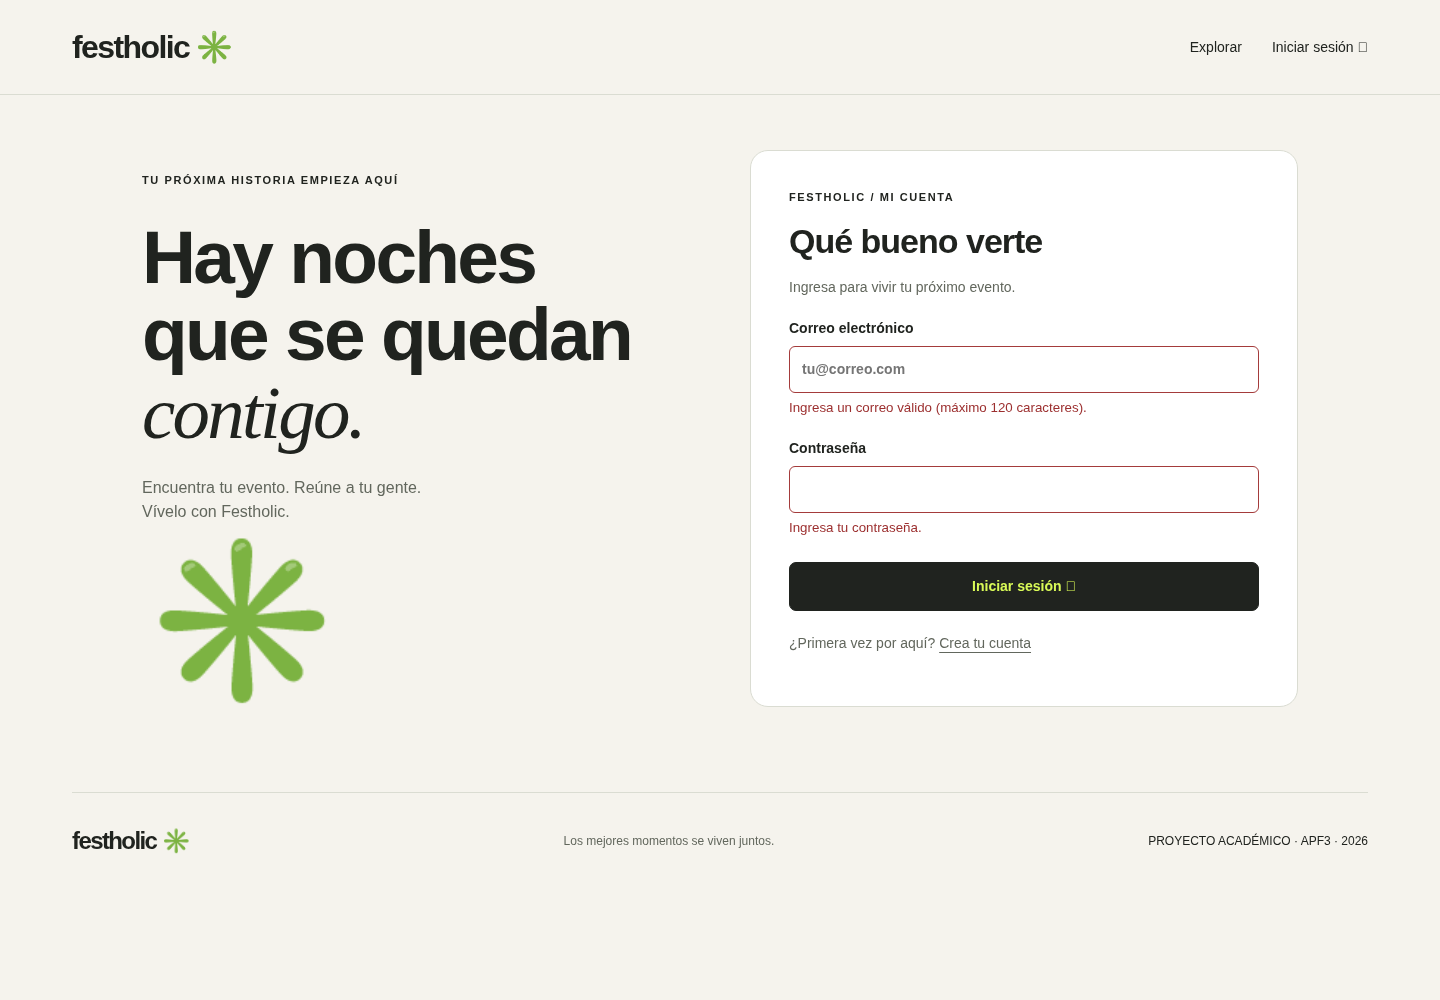 festholic ✳️
Explorar
Iniciar sesión
TU PRÓXIMA HISTORIA EMPIEZA AQUÍ
Hay noches
que se quedan
contigo.
Encuentra tu evento. Reúne a tu gente.
Vívelo con Festholic.
FESTHOLIC / MI CUENTA
Qué bueno verte
Ingresa para vivir tu próximo evento.
Correo electrónico
tu@correo.com
Ingresa un correo válido (máximo 120 caracteres).
Contraseña
Ingresa tu contraseña.
Iniciar sesión
¿Primera vez por aquí? Crea tu cuenta
festholic ✳️
Los mejores momentos se viven juntos.
PROYECTO ACADÉMICO · APF3 · 2026